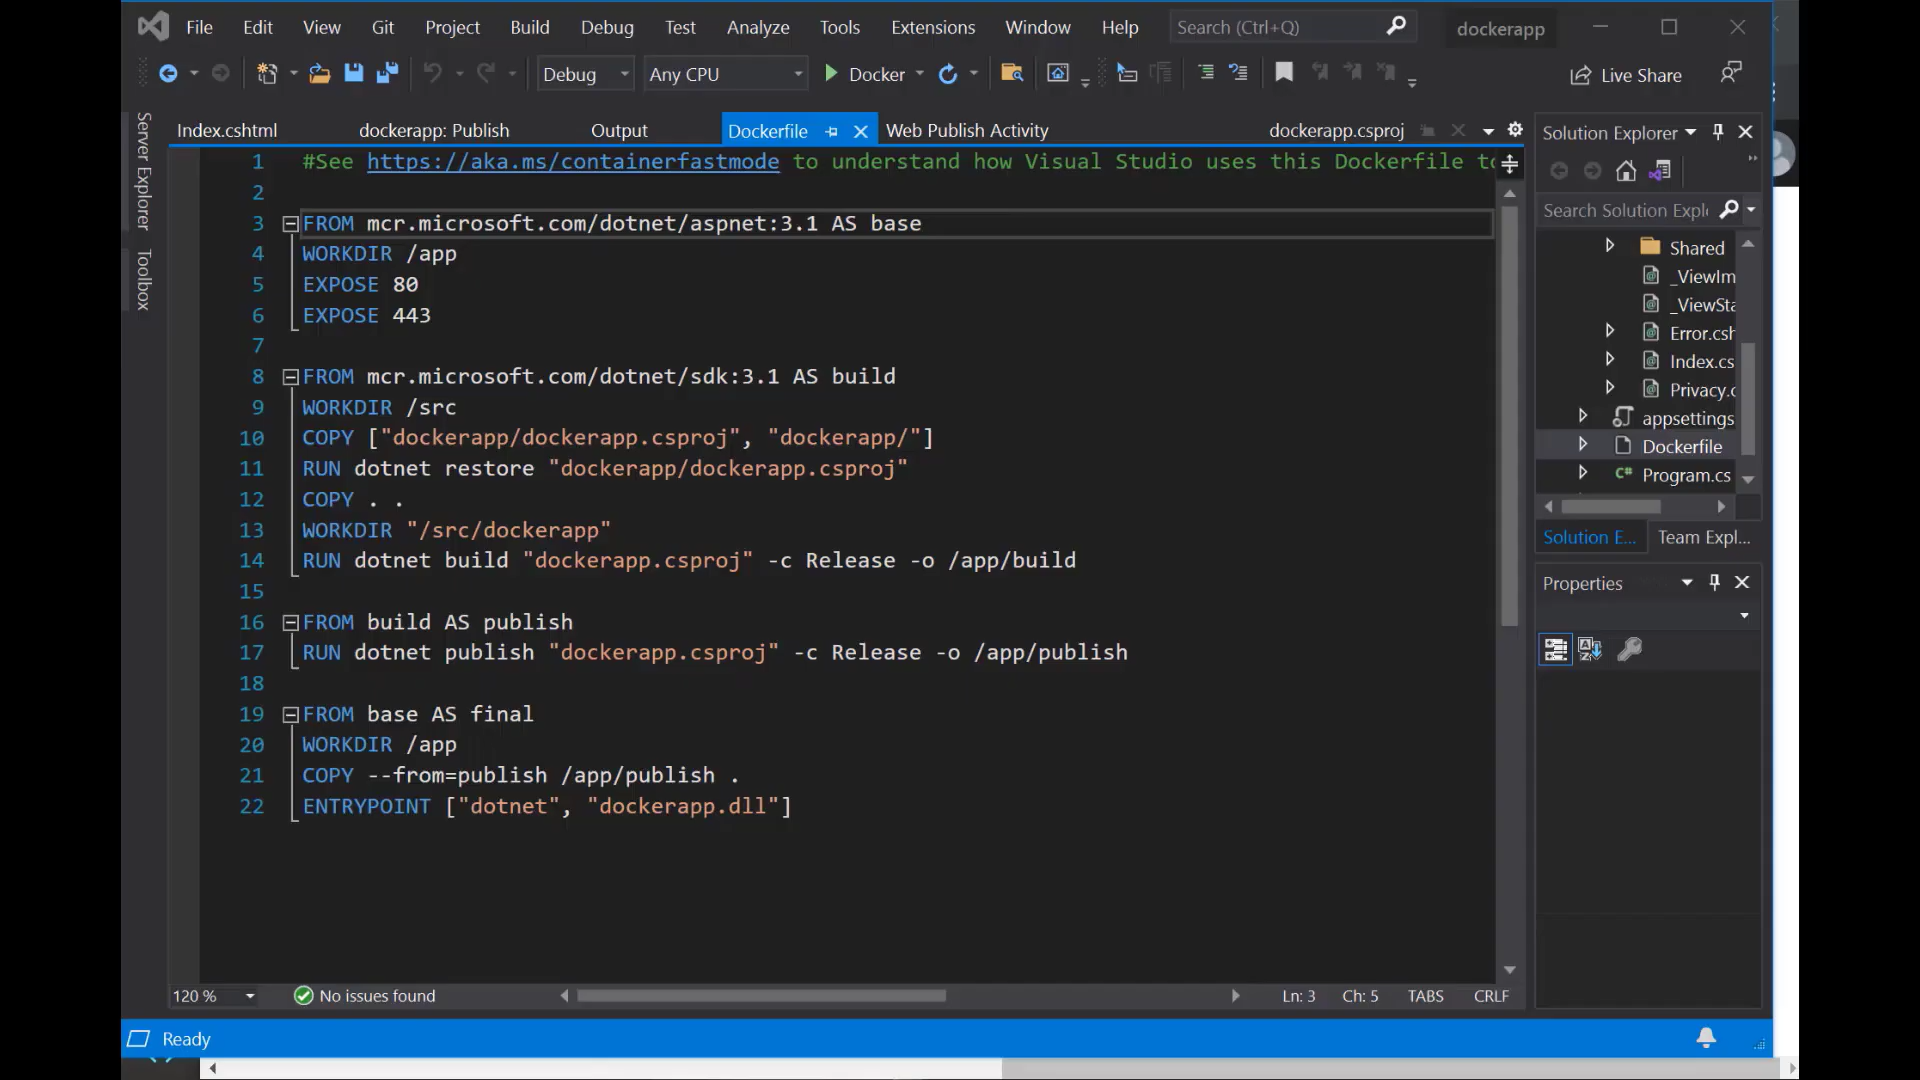 File Edit View Git Project Build Debug Test Analyze Tools Extensions Window Help Search (Ctrl+Q) dockerapp
Debug Any CPU Docker Live Share
Server Explorer
Toolbox
Index.cshtml dockerapp: Publish Output Dockerfile Web Publish Activity dockerapp.csproj
1 #See https://aka.ms/containerfastmode to understand how Visual Studio uses this Dockerfile to
2
3 FROM mcr.microsoft.com/dotnet/aspnet:3.1 AS base
4 WORKDIR /app
5 EXPOSE 80
6 EXPOSE 443
7
8 FROM mcr.microsoft.com/dotnet/sdk:3.1 AS build
9 WORKDIR /src
10 COPY ["dockerapp/dockerapp.csproj", "dockerapp/"]
11 RUN dotnet restore "dockerapp/dockerapp.csproj"
12 COPY . .
13 WORKDIR "/src/dockerapp"
14 RUN dotnet build "dockerapp.csproj" -c Release -o /app/build
15
16 FROM build AS publish
17 RUN dotnet publish "dockerapp.csproj" -c Release -o /app/publish
18
19 FROM base AS final
20 WORKDIR /app
21 COPY --from=publish /app/publish .
22 ENTRYPOINT ["dotnet", "dockerapp.dll"]
120 % No issues found Ln: 3 Ch: 5 TABS CRLF
Ready
Solution Explorer
Search Solution Expl
Shared
_ViewIm
_ViewSta
Error.csh
Index.cs
Privacy.c
appsettings
Dockerfile
Program.cs
Solution E... Team Expl...
Properties